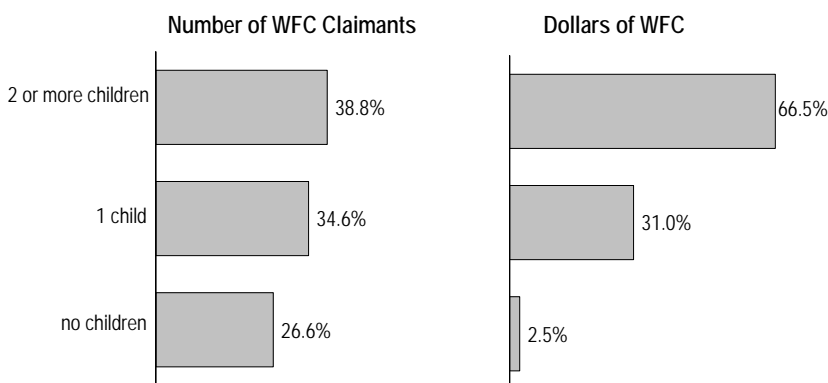 Number of WFC Claimants
Dollars of WFC
2 or more children
38.8%
66.5%
1 child
34.6%
31.0%
no children
26.6%
2.5%